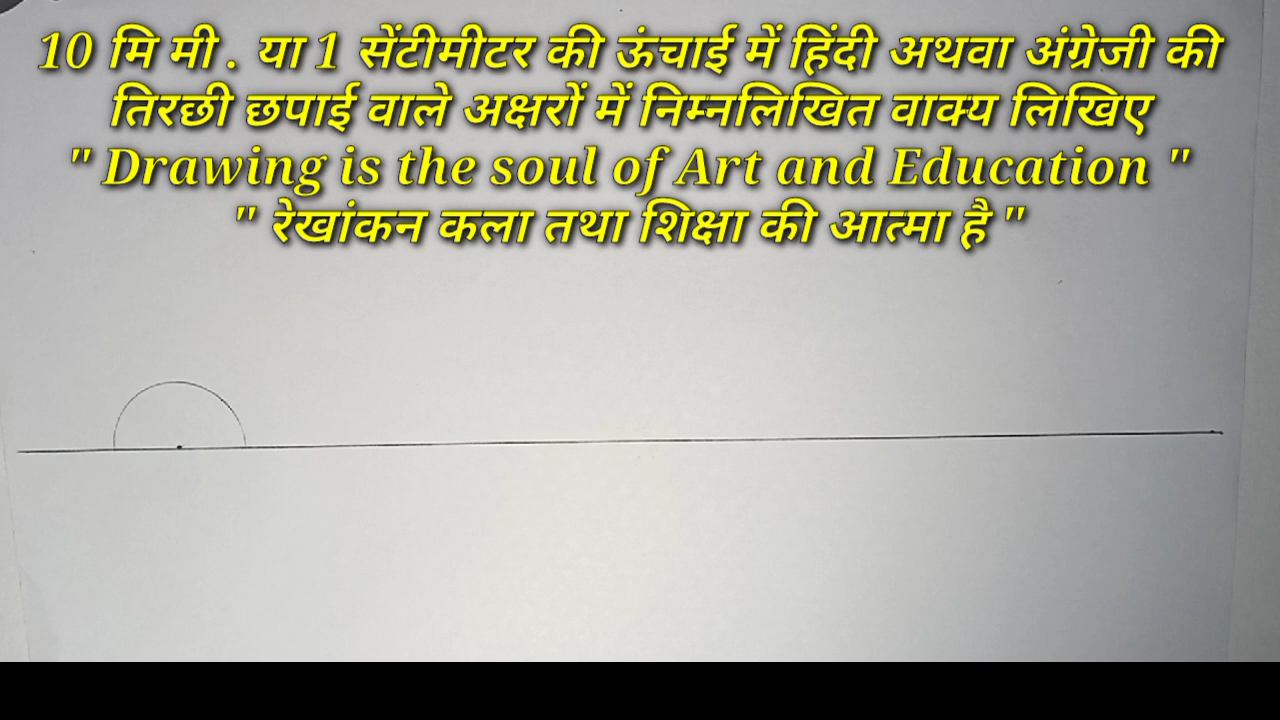 10 मि मी . या 1 सेंटीमीटर की ऊंचाई में हिंदी अथवा अंग्रेजी की
तिरछी छपाई वाले अक्षरों में निम्नलिखित वाक्य लिखिए
" Drawing is the soul of Art and Education "
" रेखांकन कला तथा शिक्षा की आत्मा है "